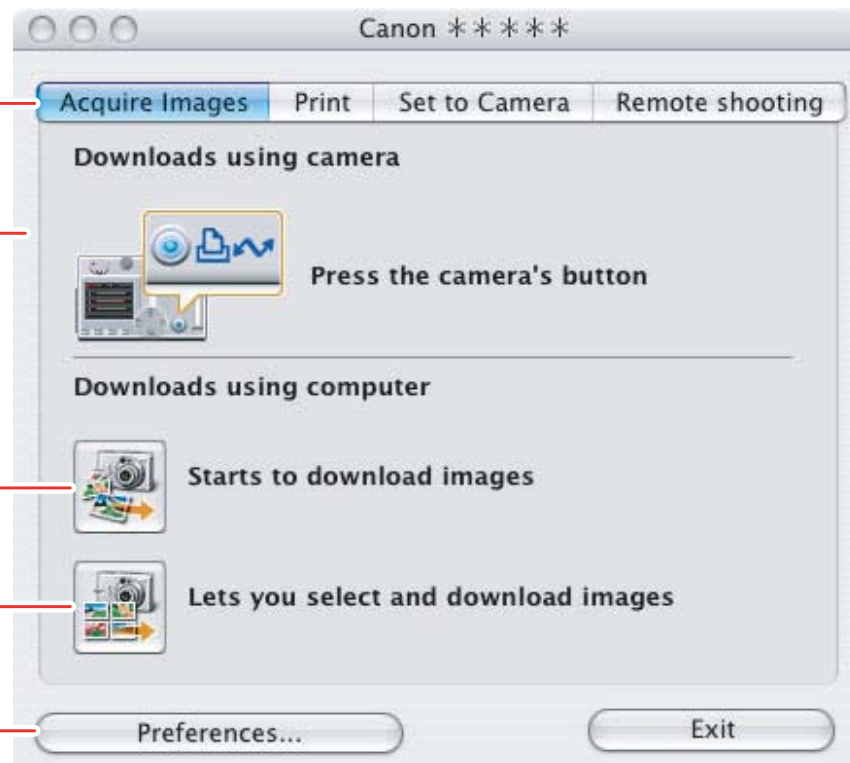 Canon *****
Acquire Images Print Set to Camera Remote shooting
Downloads using camera
Press the camera's button
Downloads using computer
Starts to download images
Lets you select and download images
Preferences... Exit